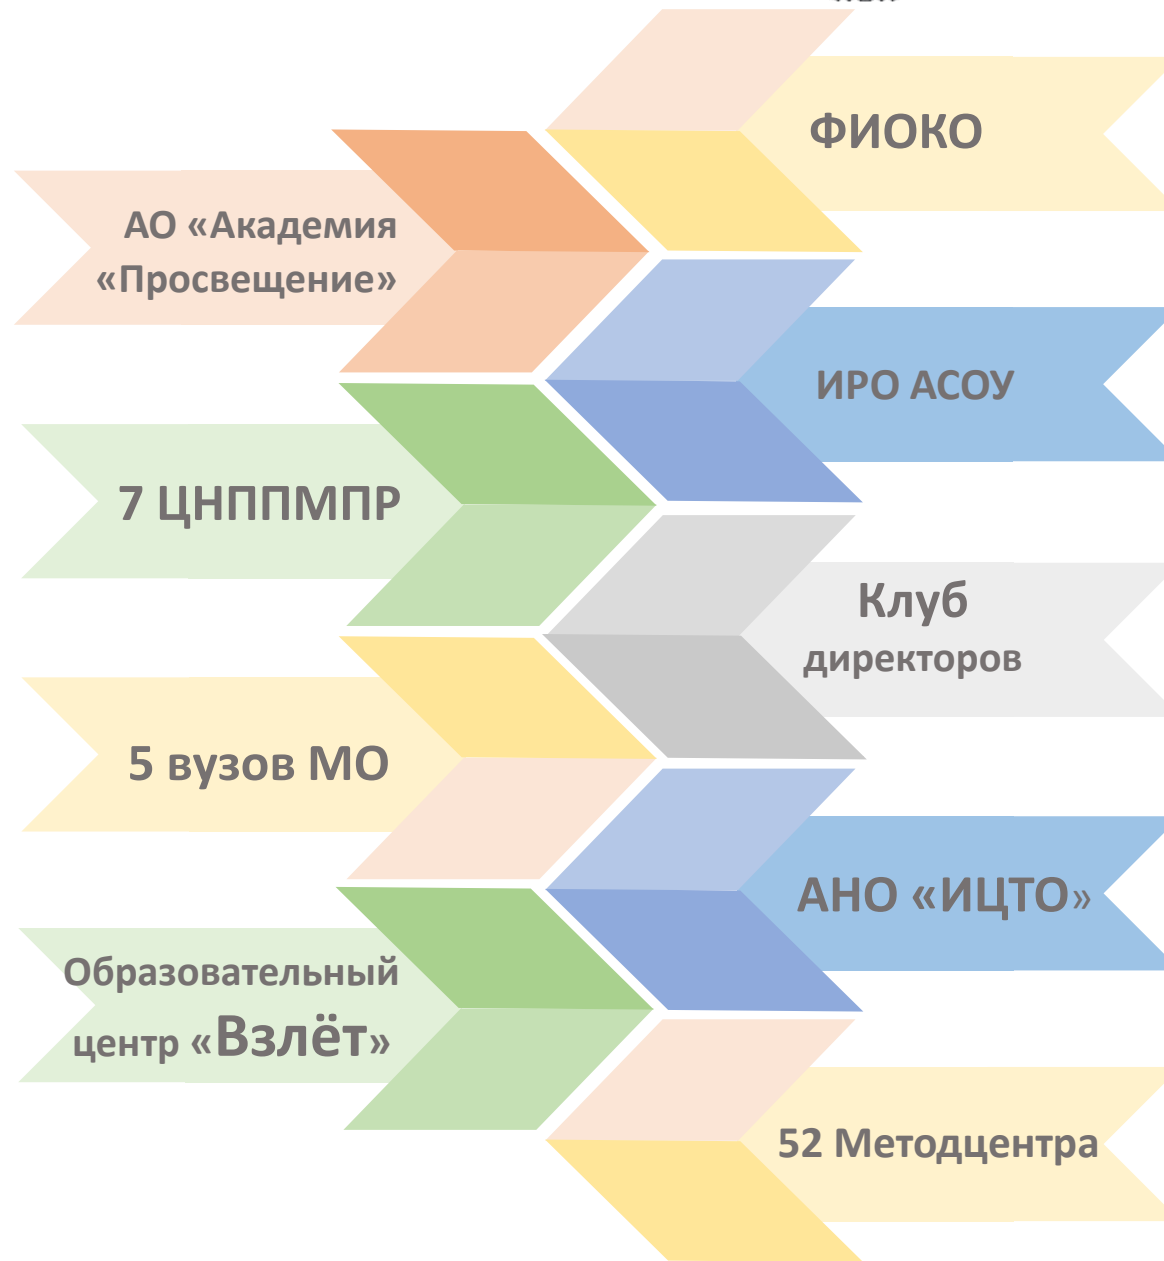 ФИОКО
АО «Академия
«Просвещение»
ИРО АСОУ
7 ЦНППМПР
Клуб
директоров
5 вузов МО
АНО «ИЦТО»
Образовательный
центр «Взлёт»
52 Методцентра